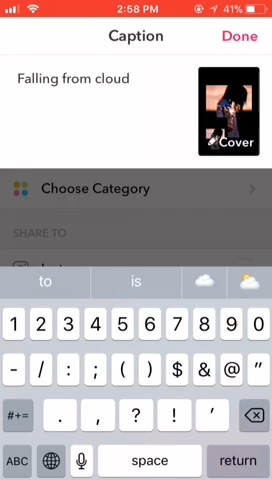 2:58 PM 41%
Caption
Done
Falling from cloud
Cover
Choose Category
SHARE TO
to is
1 2 3 4 5 6 7 8 9 0
- / : ; ( ) $ & @ "
#+= . , ? ! '
ABC space return